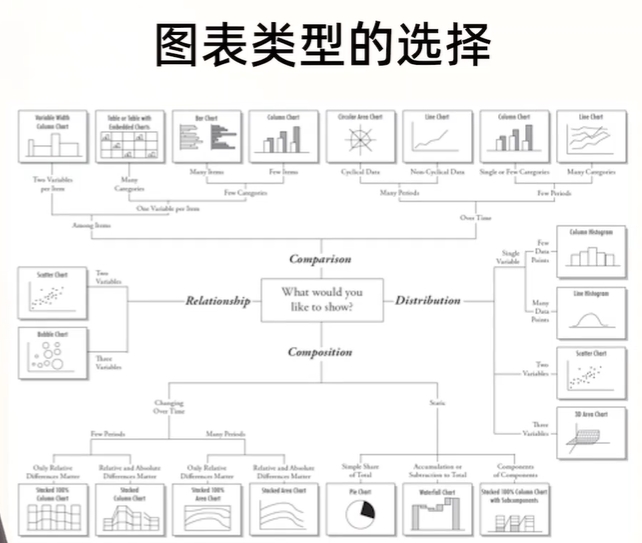 图表类型的选择
Variable Width
Column Chart
Table or Table with
Embedded Charts
Bar Chart
Column Chart
Circular Area Chart
Line Chart
Column Chart
Line Chart
Two Variables
per Item
Many
Categories
Many Items
Few Items
Cyclical Data
Non-Cyclical Data
Single or Few Categories
Many Categories
Few Categories
Many Periods
Few Periods
One Variable per Item
Among Items
Over Time
Comparison
What would you
like to show?
Relationship
Distribution
Composition
Scatter Chart
Two
Variables
Bubble Chart
Three
Variables
Single
Variable
Few
Data
Points
Column Histogram
Many
Data
Points
Line Histogram
Two
Variables
Scatter Chart
Three
Variables
3D Area Chart
Changing
Over Time
Static
Few Periods
Many Periods
Only Relative
Differences Matter
Relative and Absolute
Differences Matter
Only Relative
Differences Matter
Relative and Absolute
Differences Matter
Simple Share
of Total
Accumulation or
Subtraction to Total
Components
of Components
Stacked 100%
Column Chart
Stacked
Column Chart
Stacked 100%
Area Chart
Stacked Area Chart
Pie Chart
Waterfall Chart
Stacked 100% Column Chart
with Subcomponents